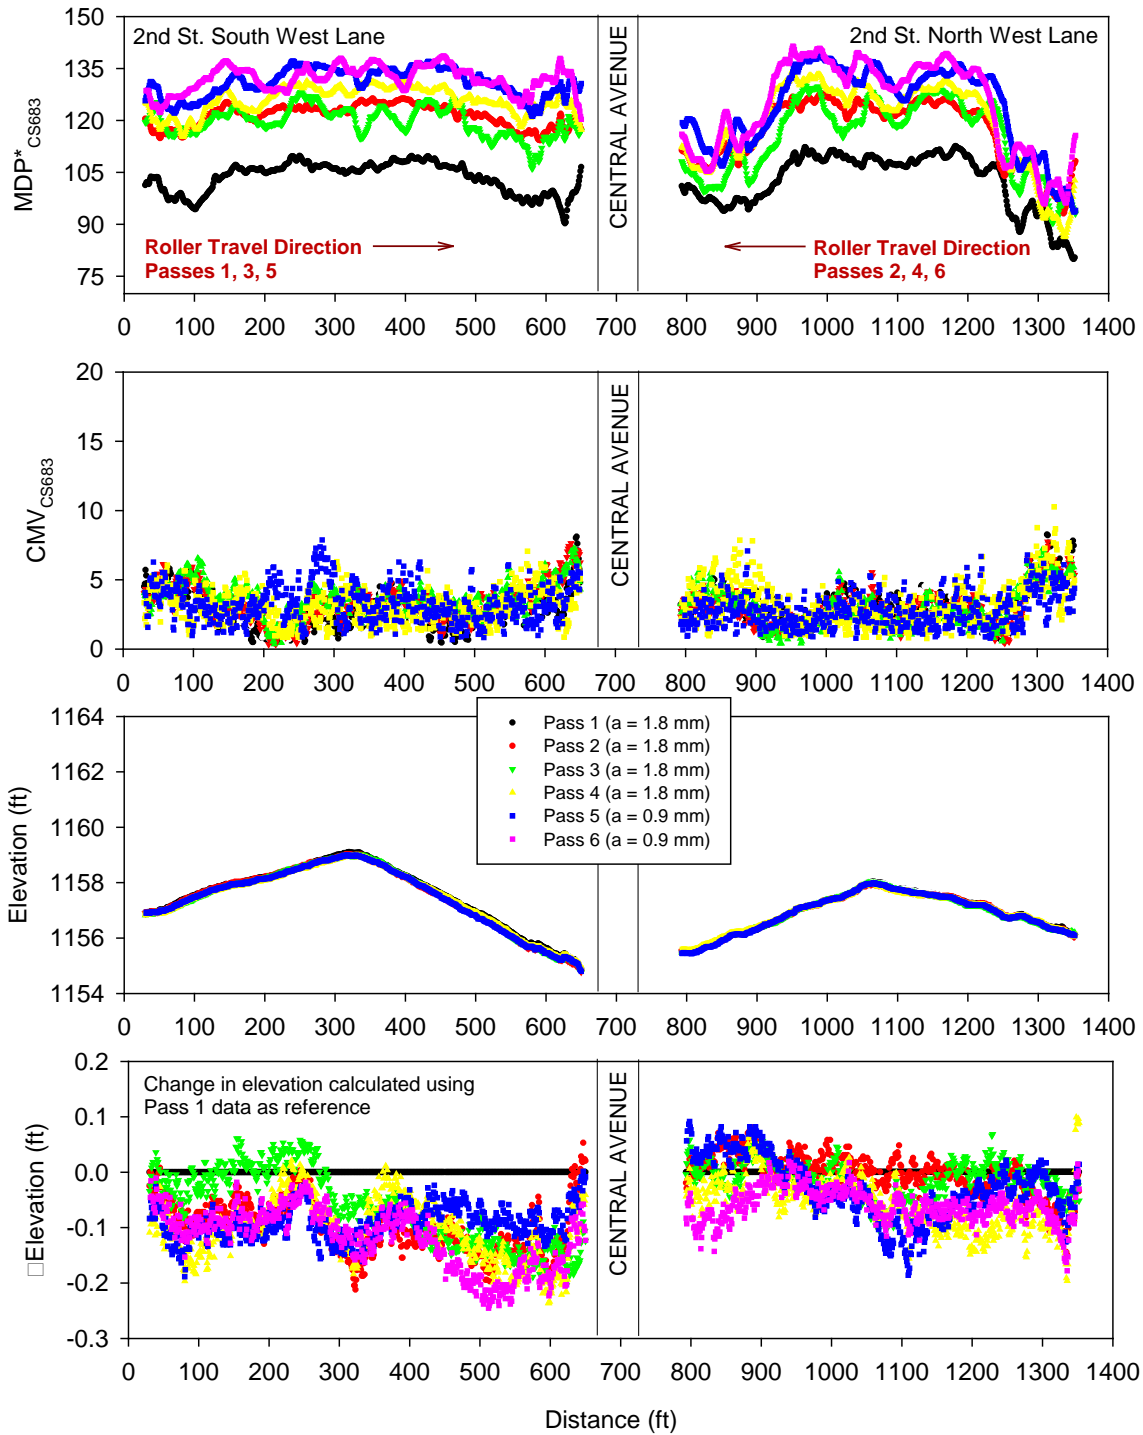 150
135
120
105
90
75
MDP*CS683
2nd St. South West Lane
2nd St. North West Lane
CENTRAL AVENUE
Roller Travel Direction
Passes 1, 3, 5
Roller Travel Direction
Passes 2, 4, 6
0 100 200 300 400 500 600 700 800 900 1000 1100 1200 1300 1400
20
15
10
5
0
CMVCS683
CENTRAL AVENUE
0 100 200 300 400 500 600 700 800 900 1000 1100 1200 1300 1400
1164
1162
1160
1158
1156
1154
Elevation (ft)
Pass 1 (a = 1.8 mm)
Pass 2 (a = 1.8 mm)
Pass 3 (a = 1.8 mm)
Pass 4 (a = 1.8 mm)
Pass 5 (a = 0.9 mm)
Pass 6 (a = 0.9 mm)
0 100 200 300 400 500 600 700 800 900 1000 1100 1200 1300 1400
0.2
0.1
0.0
-0.1
-0.2
-0.3
□Elevation (ft)
Change in elevation calculated using
Pass 1 data as reference
CENTRAL AVENUE
0 100 200 300 400 500 600 700 800 900 1000 1100 1200 1300 1400
Distance (ft)